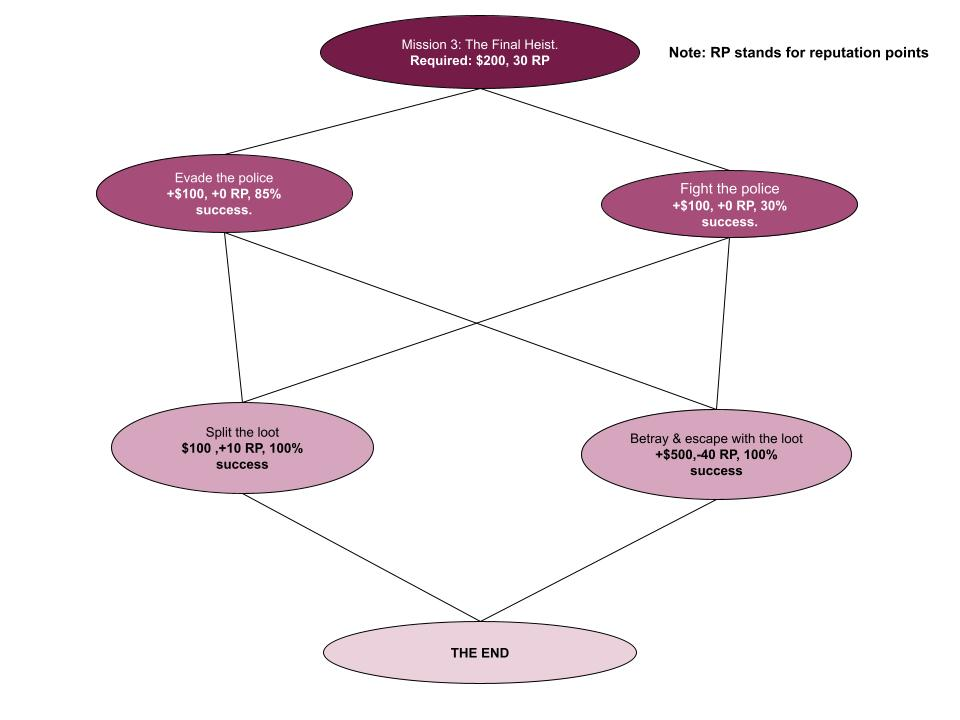 Mission 3: The Final Heist.
Required: $200, 30 RP
Note: RP stands for reputation points
Evade the police
+$100, +0 RP, 85%
success.
Fight the police
+$100, +0 RP, 30%
success.
Split the loot
$100 ,+10 RP, 100%
success
Betray & escape with the loot
+$500,-40 RP, 100%
success
THE END